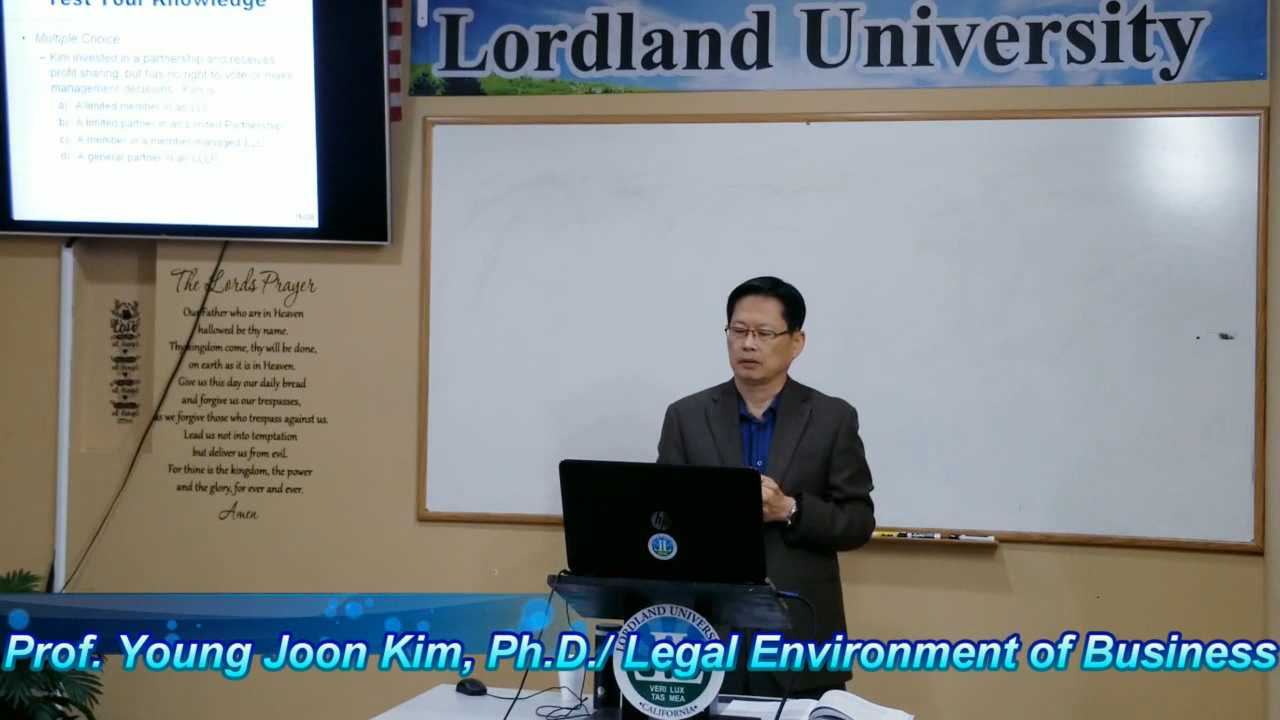 Test Your Knowledge
• Multiple Choice
– Kim invested in a partnership and receives
profit sharing, but has no right to vote or make
management decisions. Kim is
a) A limited member in an LLC
b) A limited partner in an Limited Partnership
c) A member in a member-managed LLC
d) A general partner in an LLLP
Lordland University
The Lords Prayer
Our Father who are in Heaven
hallowed be thy name.
Thy kingdom come, thy will be done,
on earth as it is in Heaven.
Give us this day our daily bread
and forgive us our trespasses,
as we forgive those who trespass against us.
Lead us not into temptation
but deliver us from evil.
For thine is the kingdom, the power
and the glory, for ever and ever.
Amen
hp
Prof. Young Joon Kim, Ph.D./ Legal Environment of Business
LORDLAND UNIVERS
VERI LUX
TAS MEA
•CALIFORNIA•